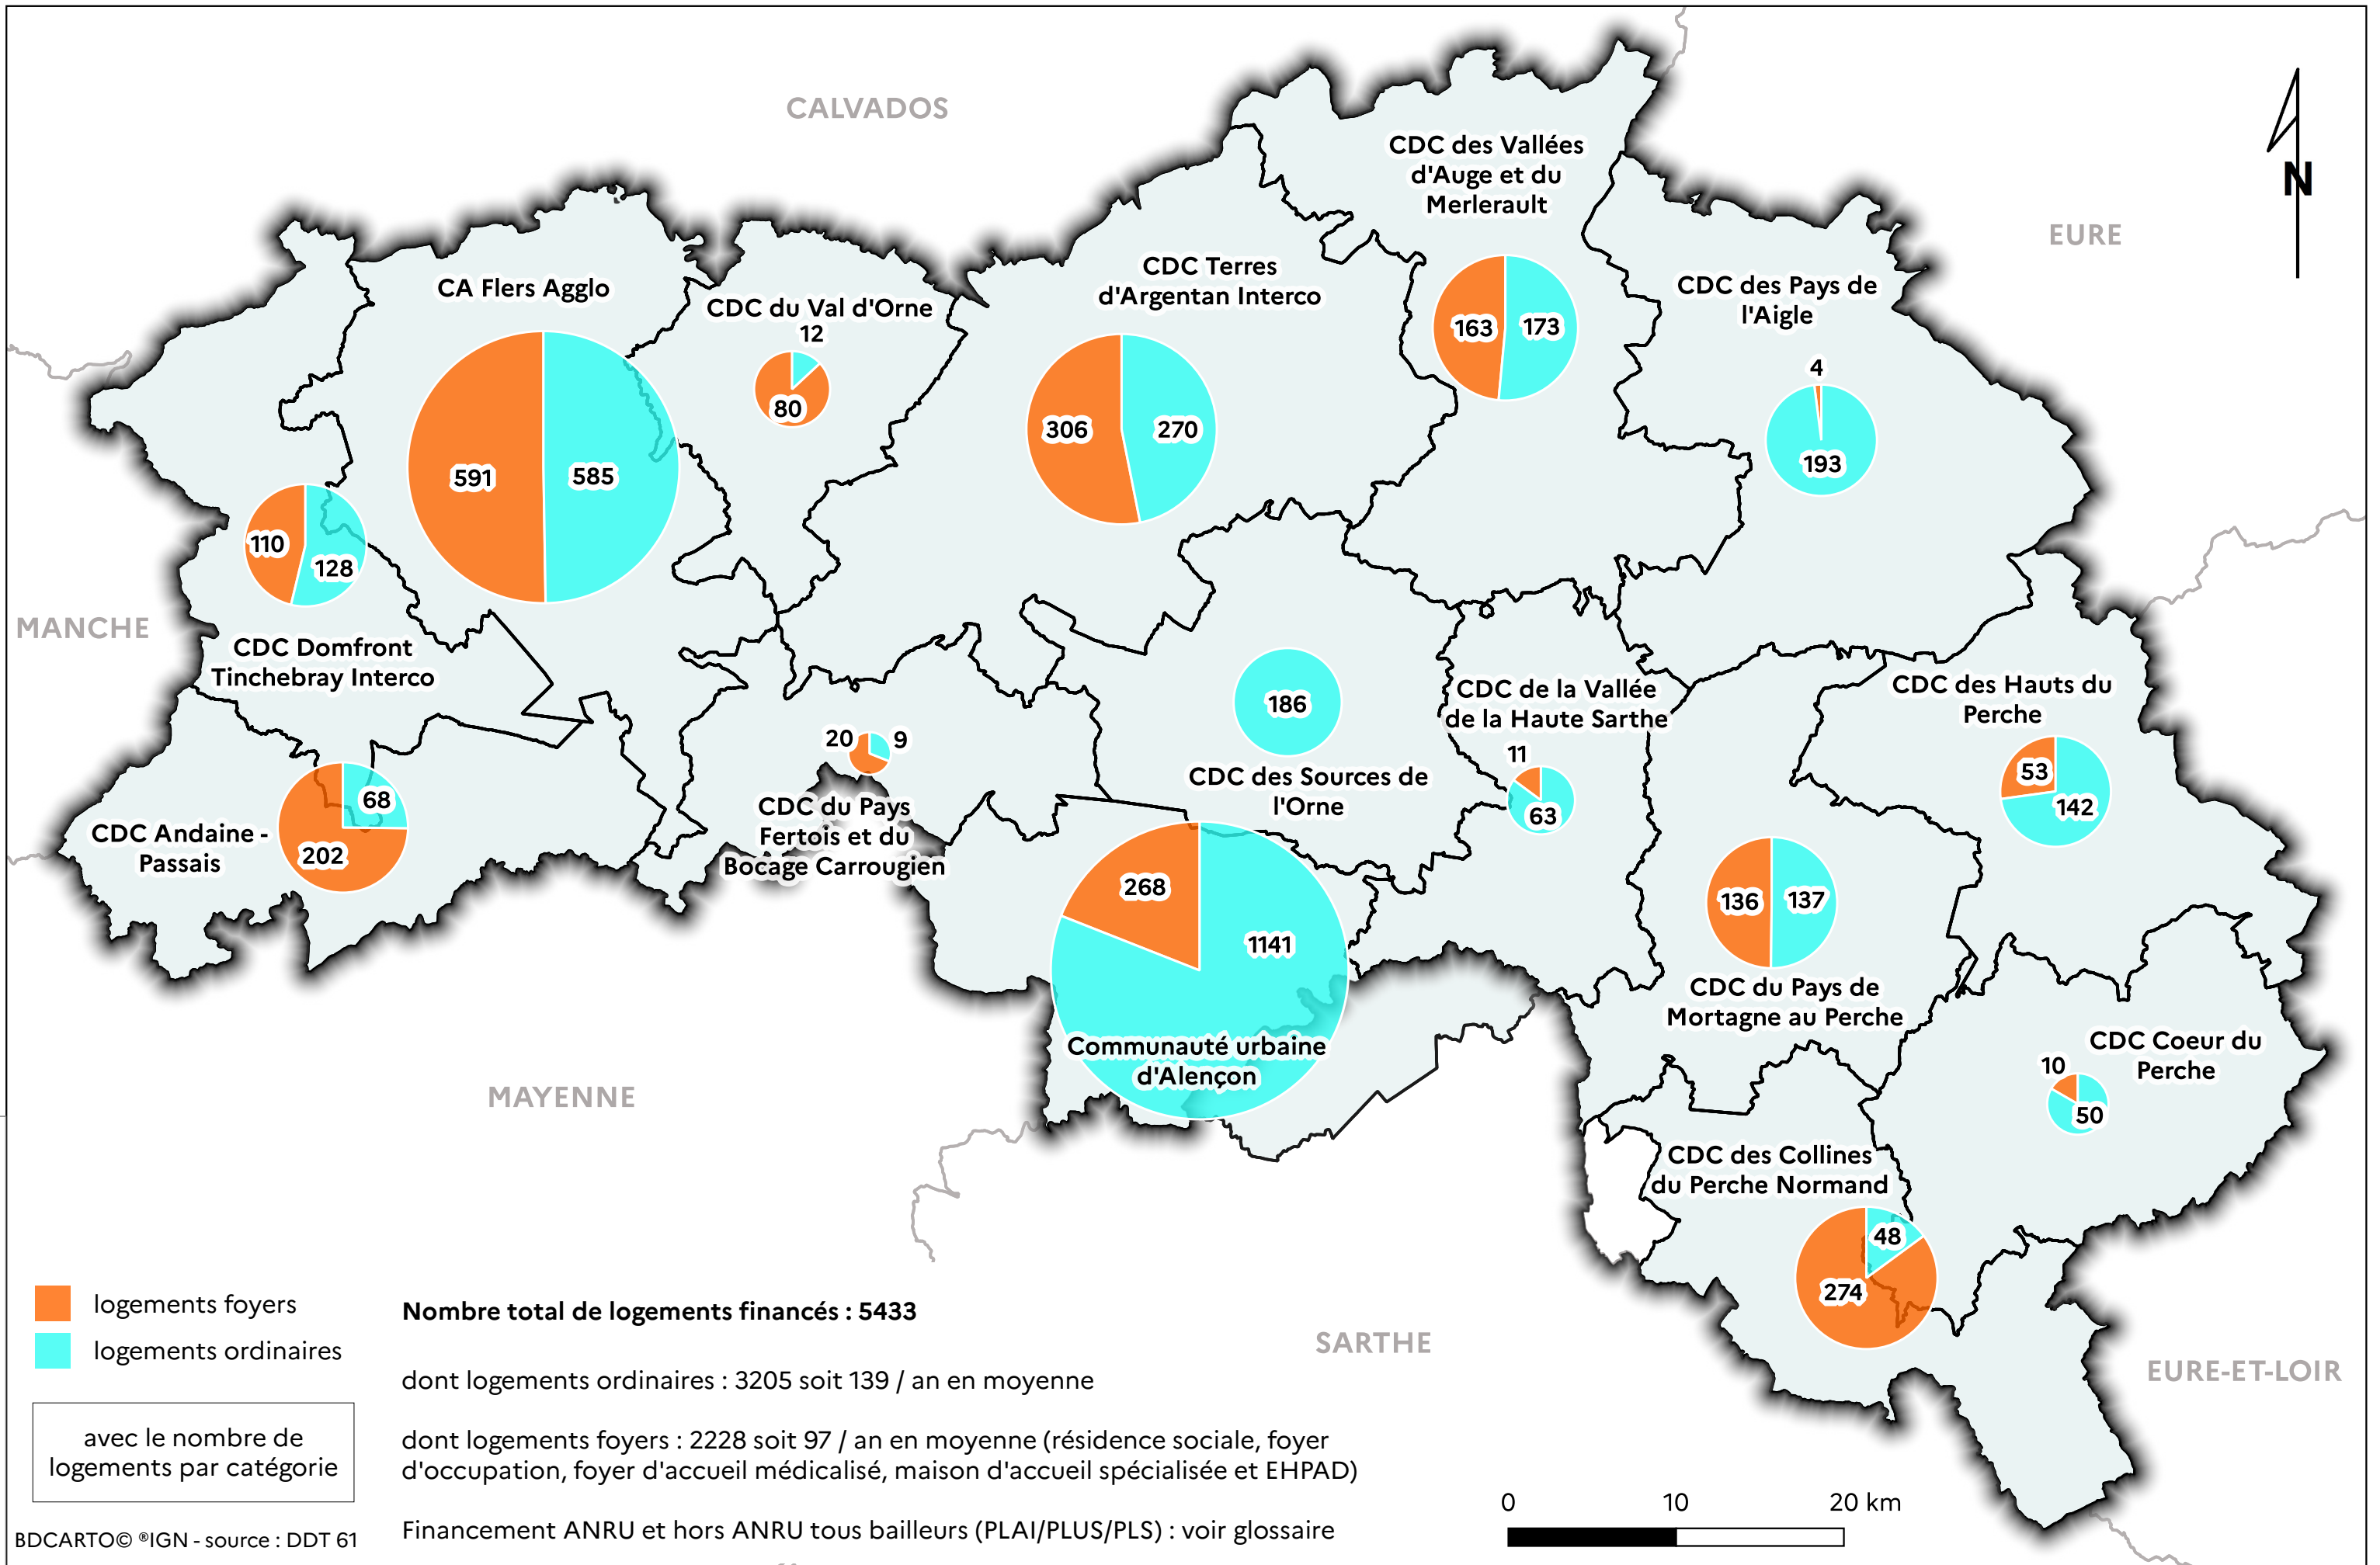 CALVADOS
CDC des Vallées
d'Auge et du
Merlerault
N
EURE
CA Flers Agglo
CDC du Val d'Orne
12
80
CDC Terres
d'Argentan Interco
CDC des Pays de
l'Aigle
163
173
4
193
591
585
306
270
110
128
MANCHE
CDC Domfront
Tinchebray Interco
186
CDC des Sources de
l'Orne
CDC de la Vallée
de la Haute Sarthe
11
63
CDC des Hauts du
Perche
53
142
20
9
CDC du Pays
Fertois et du
Bocage Carrougien
CDC Andaine -
Passais
68
202
268
1141
Communauté urbaine
d'Alençon
136
137
CDC du Pays de
Mortagne au Perche
CDC Coeur du
Perche
10
50
MAYENNE
CDC des Collines
du Perche Normand
48
274
SARTHE
EURE-ET-LOIR
logements foyers
logements ordinaires
avec le nombre de
logements par catégorie
BDCARTO© ®IGN - source : DDT 61
Nombre total de logements financés : 5433
dont logements ordinaires : 3205 soit 139 / an en moyenne
dont logements foyers : 2228 soit 97 / an en moyenne (résidence sociale, foyer
d'occupation, foyer d'accueil médicalisé, maison d'accueil spécialisée et EHPAD)
Financement ANRU et hors ANRU tous bailleurs (PLAI/PLUS/PLS) : voir glossaire
0 10 20 km